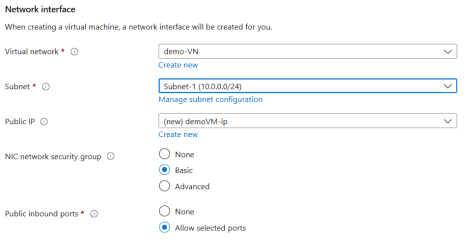 Network interface
When creating a virtual machine, a network interface will be created for you.
Virtual network * demo-VN
Create new
Subnet * Subnet-1 (10.0.0.0/24)
Manage subnet configuration
Public IP (new) demoVM-ip
Create new
NIC network security group None
Basic
Advanced
Public inbound ports * None
Allow selected ports